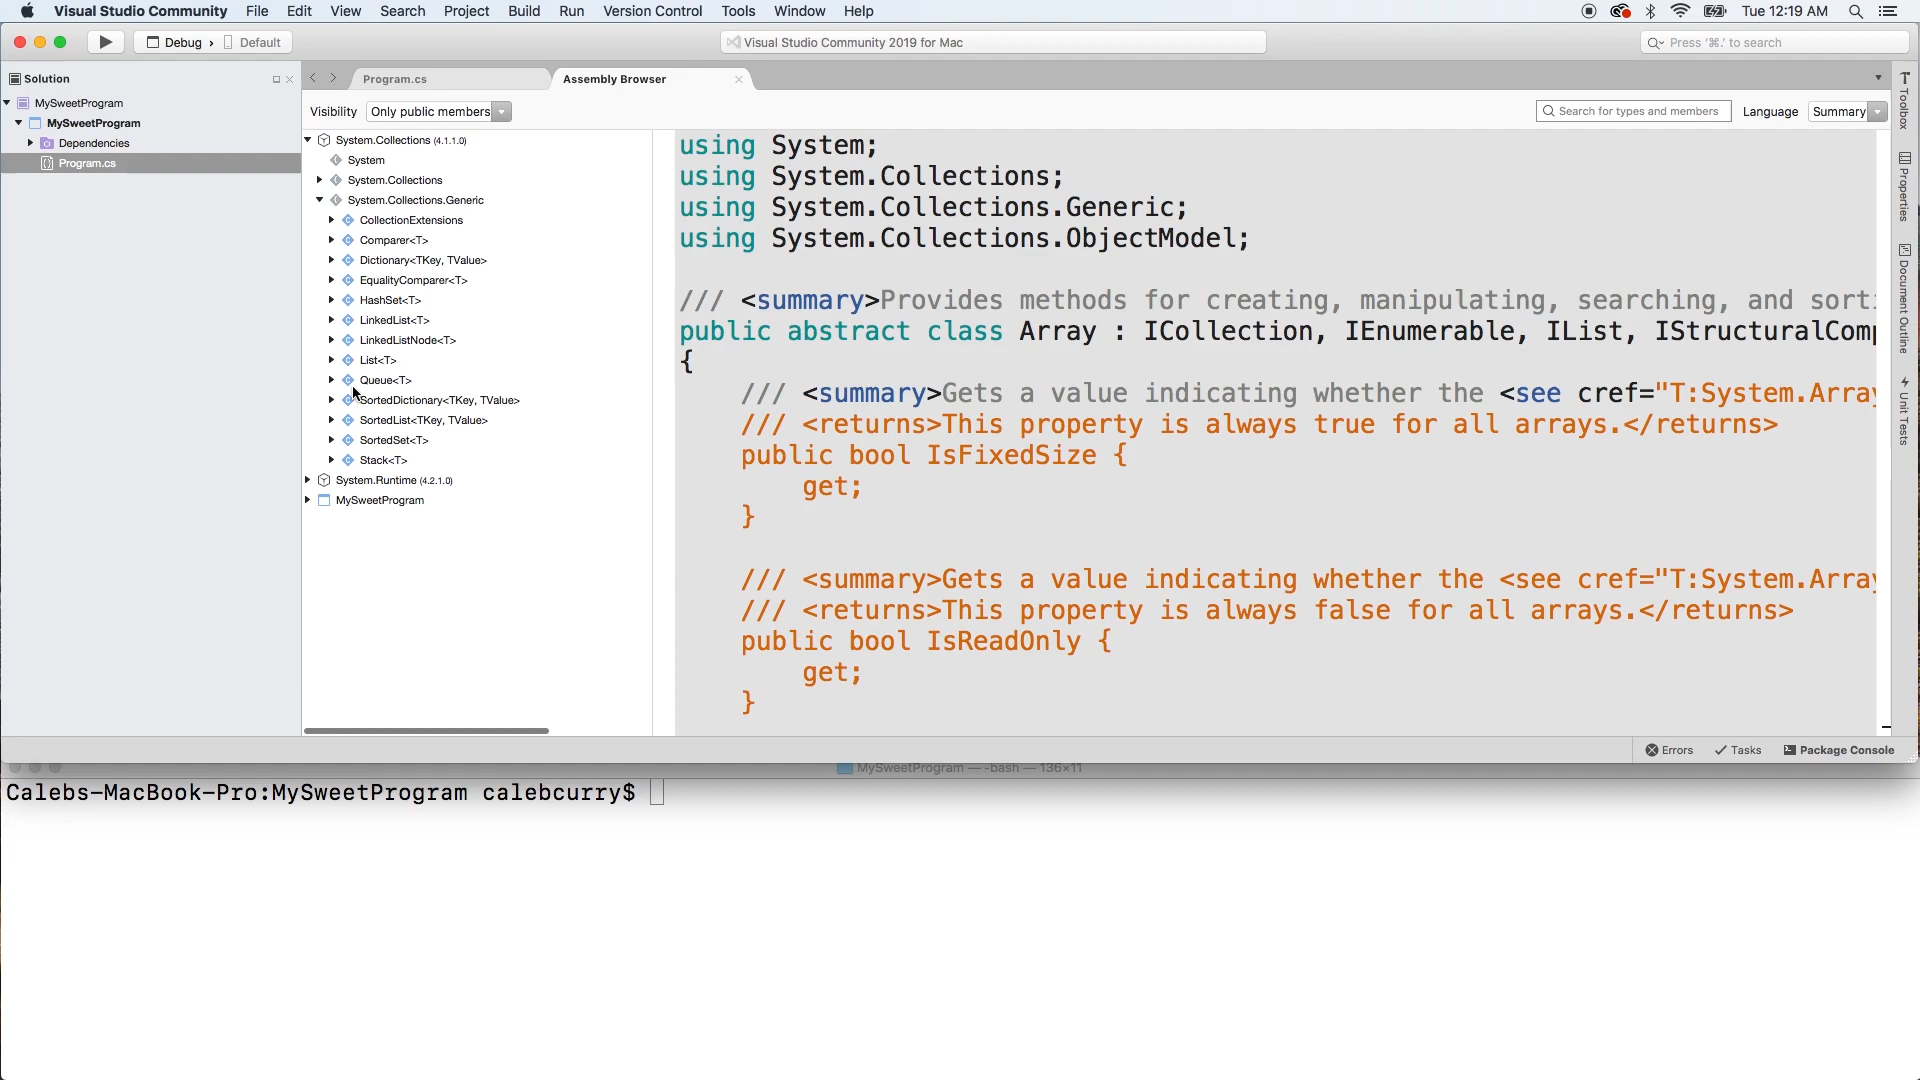 Visual Studio Community File Edit View Search Project Build Run Version Control Tools Window Help Tue 12:19 AM
Debug › Default Visual Studio Community 2019 for Mac Press '⌘.' to search
Solution Program.cs Assembly Browser
Visibility Only public members Search for types and members Language Summary
MySweetProgram
MySweetProgram
Dependencies
Program.cs
System.Collections (4.1.1.0)
System
System.Collections
System.Collections.Generic
CollectionExtensions
Comparer<T>
Dictionary<TKey, TValue>
EqualityComparer<T>
HashSet<T>
LinkedList<T>
LinkedListNode<T>
List<T>
Queue<T>
SortedDictionary<TKey, TValue>
SortedList<TKey, TValue>
SortedSet<T>
Stack<T>
System.Runtime (4.2.1.0)
MySweetProgram
using System;
using System.Collections;
using System.Collections.Generic;
using System.Collections.ObjectModel;
/// <summary>Provides methods for creating, manipulating, searching, and sorti
public abstract class Array : ICollection, IEnumerable, IList, IStructuralComp
{
/// <summary>Gets a value indicating whether the <see cref="T:System.Array
/// <returns>This property is always true for all arrays.</returns>
public bool IsFixedSize {
get;
}
/// <summary>Gets a value indicating whether the <see cref="T:System.Array
/// <returns>This property is always false for all arrays.</returns>
public bool IsReadOnly {
get;
}
Toolbox
Properties
Document Outline
Unit Tests
Errors Tasks Package Console
MySweetProgram — -bash — 136×11
Calebs-MacBook-Pro:MySweetProgram calebcurry$